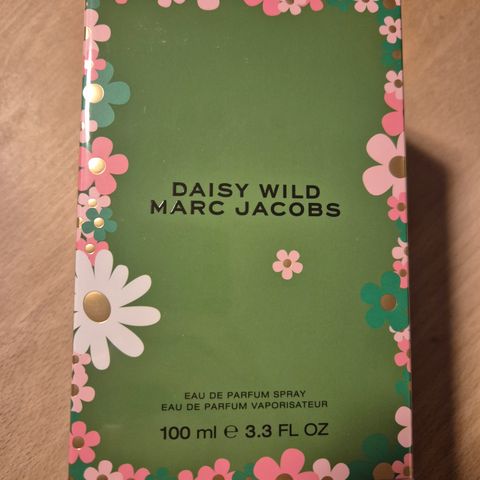 DAISY WILD
MARC JACOBS
EAU DE PARFUM SPRAY
EAU DE PARFUM VAPORISATEUR
100 ml ℮ 3.3 FL OZ